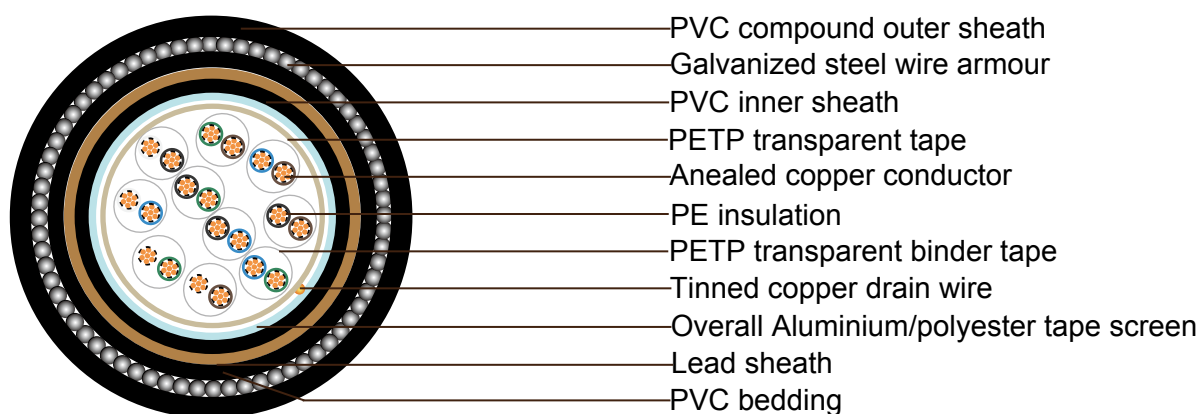 PVC compound outer sheath
Galvanized steel wire armour
PVC inner sheath
PETP transparent tape
Anealed copper conductor
PE insulation
PETP transparent binder tape
Tinned copper drain wire
Overall Aluminium/polyester tape screen
Lead sheath
PVC bedding